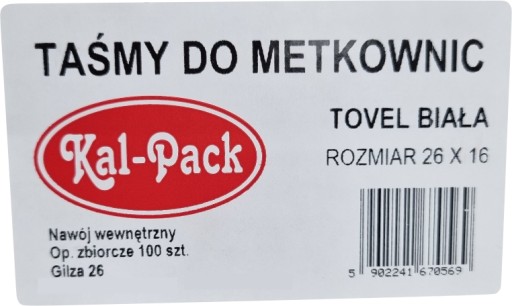 TAŚMY DO METKOWNIC
Kal-Pack
TOVEL BIAŁA
ROZMIAR 26 X 16
Nawój wewnętrzny
Op. zbiorcze 100 szt.
Gilza 26
5 902241 670569